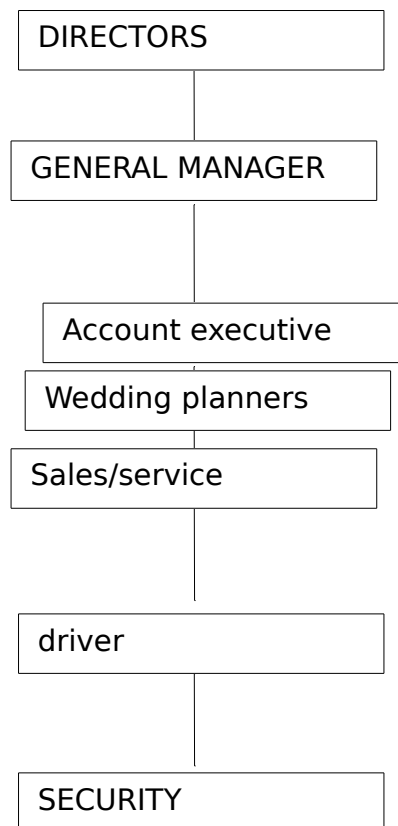 DIRECTORS
GENERAL MANAGER
Account executive
Wedding planners
Sales/service
driver
SECURITY